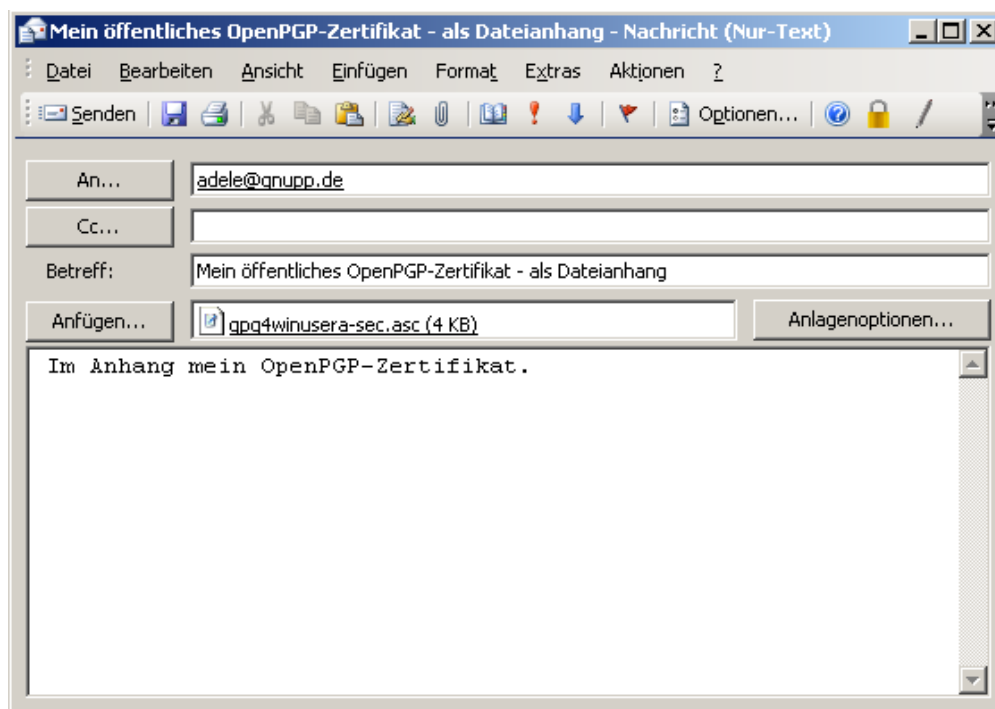 Mein öffentliches OpenPGP-Zertifikat - als Dateianhang - Nachricht (Nur-Text)
Datei Bearbeiten Ansicht Einfügen Format Extras Aktionen ?
Senden Optionen...
An... adele@gnupp.de
Cc...
Betreff: Mein öffentliches OpenPGP-Zertifikat - als Dateianhang
Anfügen... gpg4winusera-sec.asc (4 KB) Anlagenoptionen...
Im Anhang mein OpenPGP-Zertifikat.